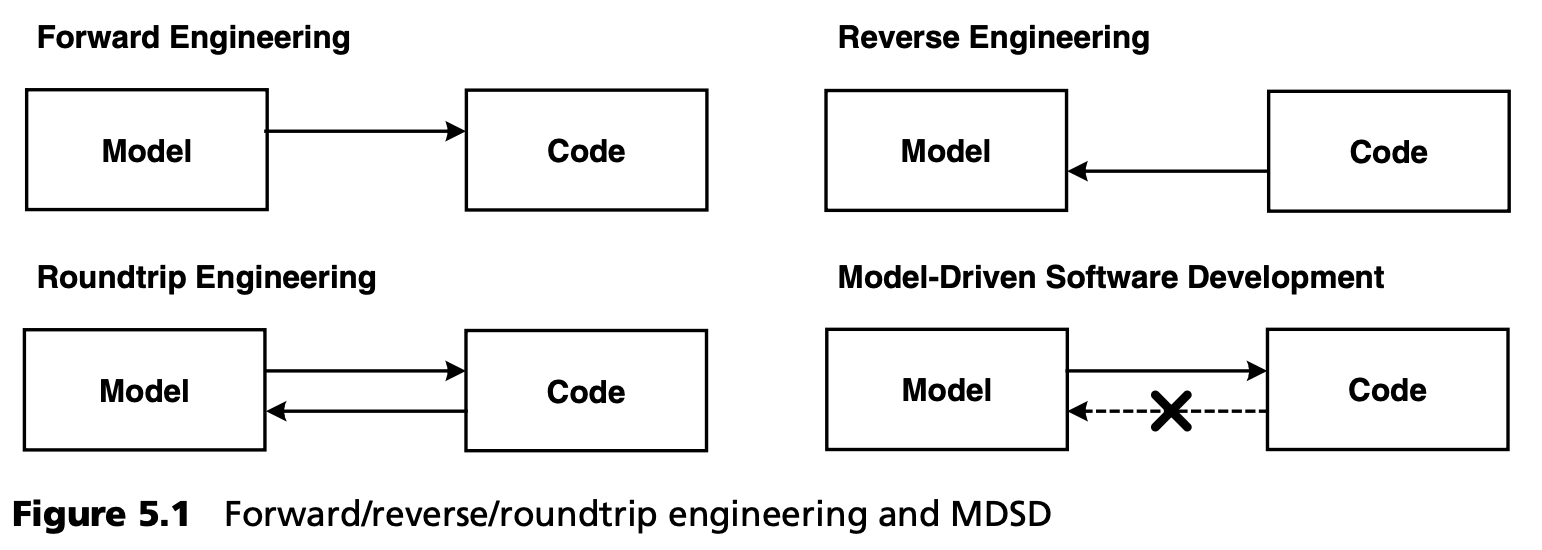 Forward Engineering
Model
Code
Reverse Engineering
Model
Code
Roundtrip Engineering
Model
Code
Model-Driven Software Development
Model
Code
Figure 5.1 Forward/reverse/roundtrip engineering and MDSD